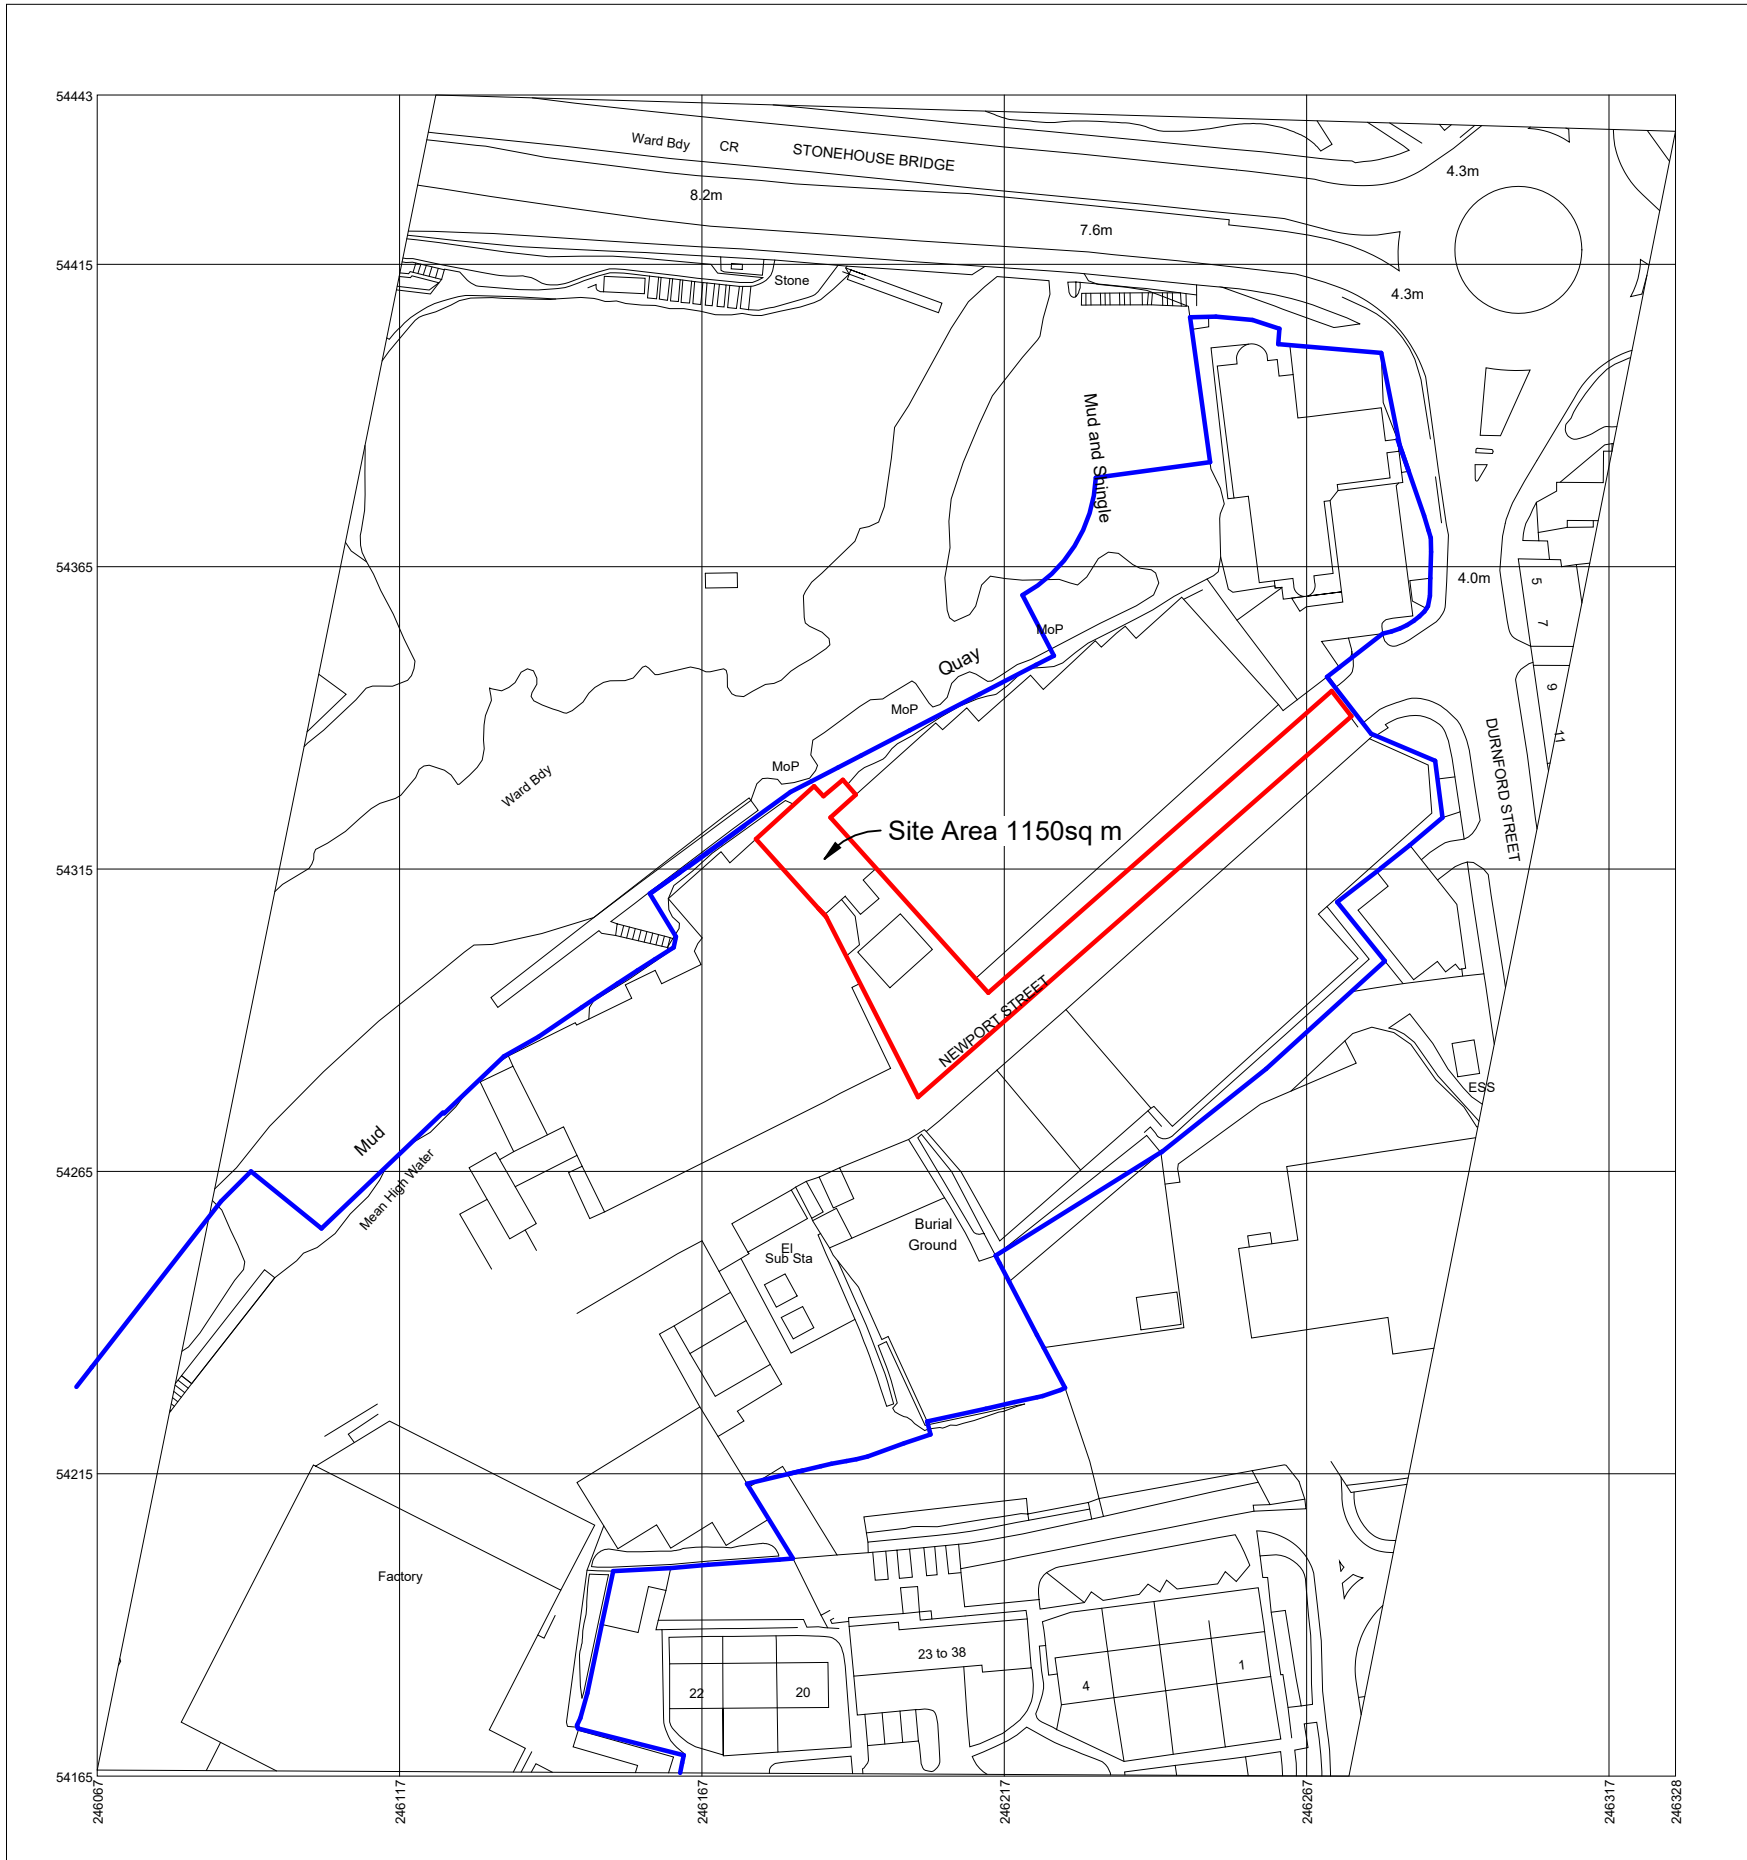 54443
Ward Bdy
CR
STONEHOUSE BRIDGE
4.3m
8.2m
7.6m
54415
Stone
4.3m
Mud and Shingle
54365
4.0m
5
7
MoP
Quay
9
MoP
11
DURNFORD STREET
MoP
Ward Bdy
Site Area 1150sq m
54315
NEWPORT STREET
ESS
Mud
54265
Mean High Water
Burial
Ground
El
Sub Sta
54215
Factory
23 to 38
1
4
22
20
54165
246067
246117
246167
246217
246267
246317
246328